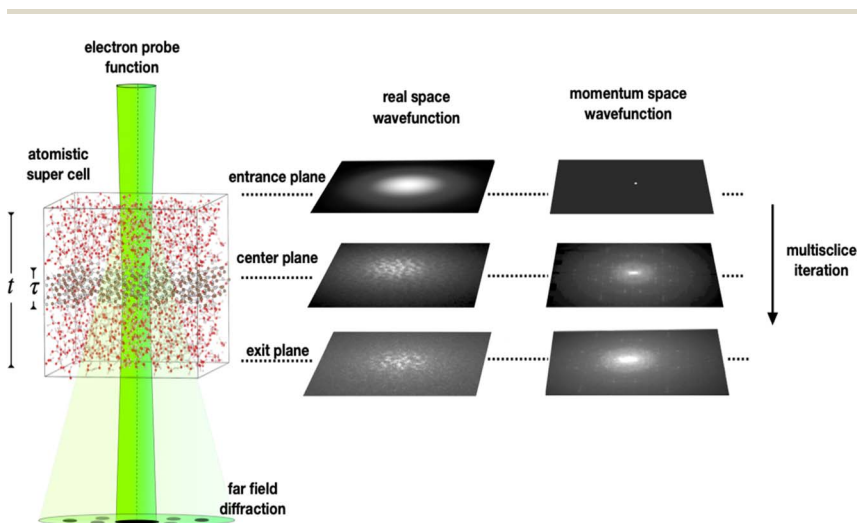 electron probe
function
real space
wavefunction
momentum space
wavefunction
atomistic
super cell
entrance plane
center plane
multisclice
iteration
t
τ
exit plane
far field
diffraction